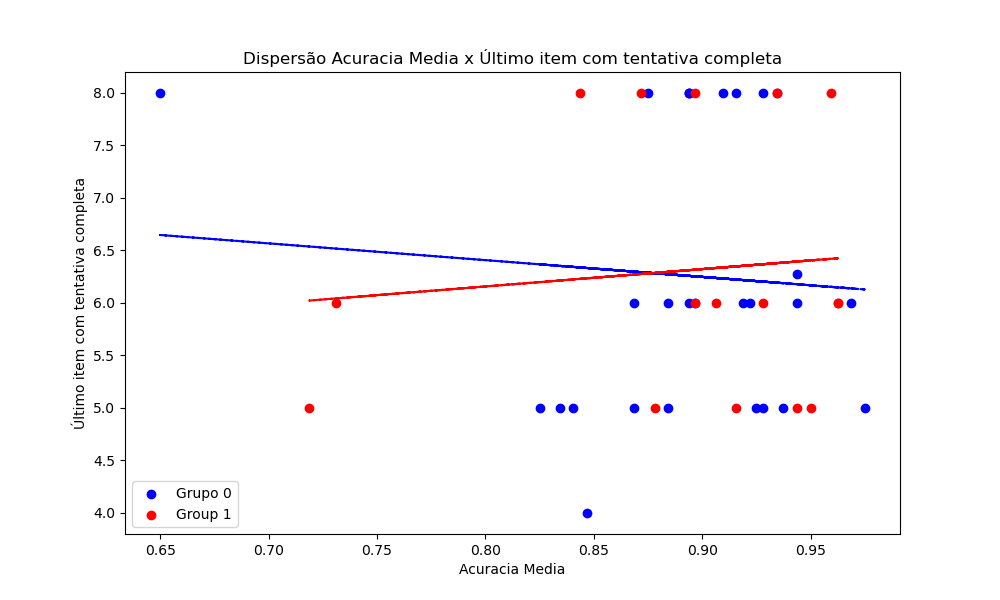 Dispersão Acuracia Media x Último item com tentativa completa
Último item com tentativa completa
8.0
7.5
7.0
6.5
6.0
5.5
5.0
4.5
4.0
Grupo 0
Group 1
0.65 0.70 0.75 0.80 0.85 0.90 0.95
Acuracia Media